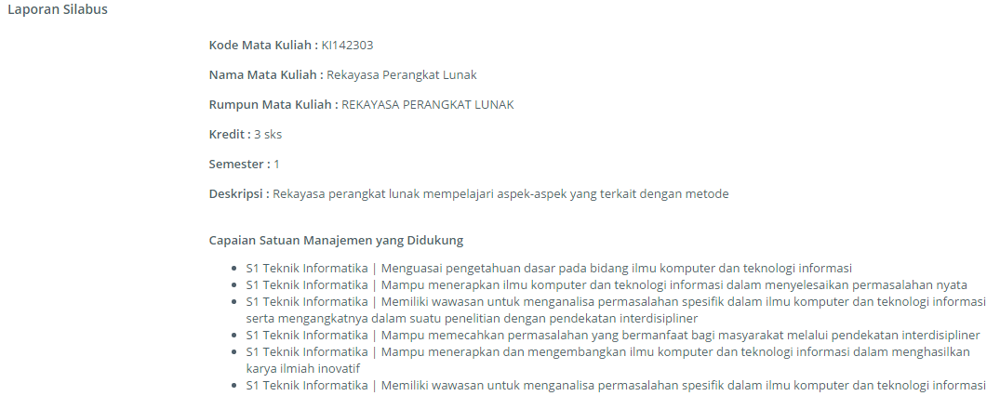 Laporan Silabus
Kode Mata Kuliah : KI142303
Nama Mata Kuliah : Rekayasa Perangkat Lunak
Rumpun Mata Kuliah : REKAYASA PERANGKAT LUNAK
Kredit : 3 sks
Semester : 1
Deskripsi : Rekayasa perangkat lunak mempelajari aspek-aspek yang terkait dengan metode
Capaian Satuan Manajemen yang Didukung
• S1 Teknik Informatika | Menguasai pengetahuan dasar pada bidang ilmu komputer dan teknologi informasi
• S1 Teknik Informatika | Mampu menerapkan ilmu komputer dan teknologi informasi dalam menyelesaikan permasalahan nyata
• S1 Teknik Informatika | Memiliki wawasan untuk menganalisa permasalahan spesifik dalam ilmu komputer dan teknologi informasi
serta mengangkatnya dalam suatu penelitian dengan pendekatan interdisipliner
• S1 Teknik Informatika | Mampu memecahkan permasalahan yang bermanfaat bagi masyarakat melalui pendekatan interdisipliner
• S1 Teknik Informatika | Mampu menerapkan dan mengembangkan ilmu komputer dan teknologi informasi dalam menghasilkan
karya ilmiah inovatif
• S1 Teknik Informatika | Memiliki wawasan untuk menganalisa permasalahan spesifik dalam ilmu komputer dan teknologi informasi